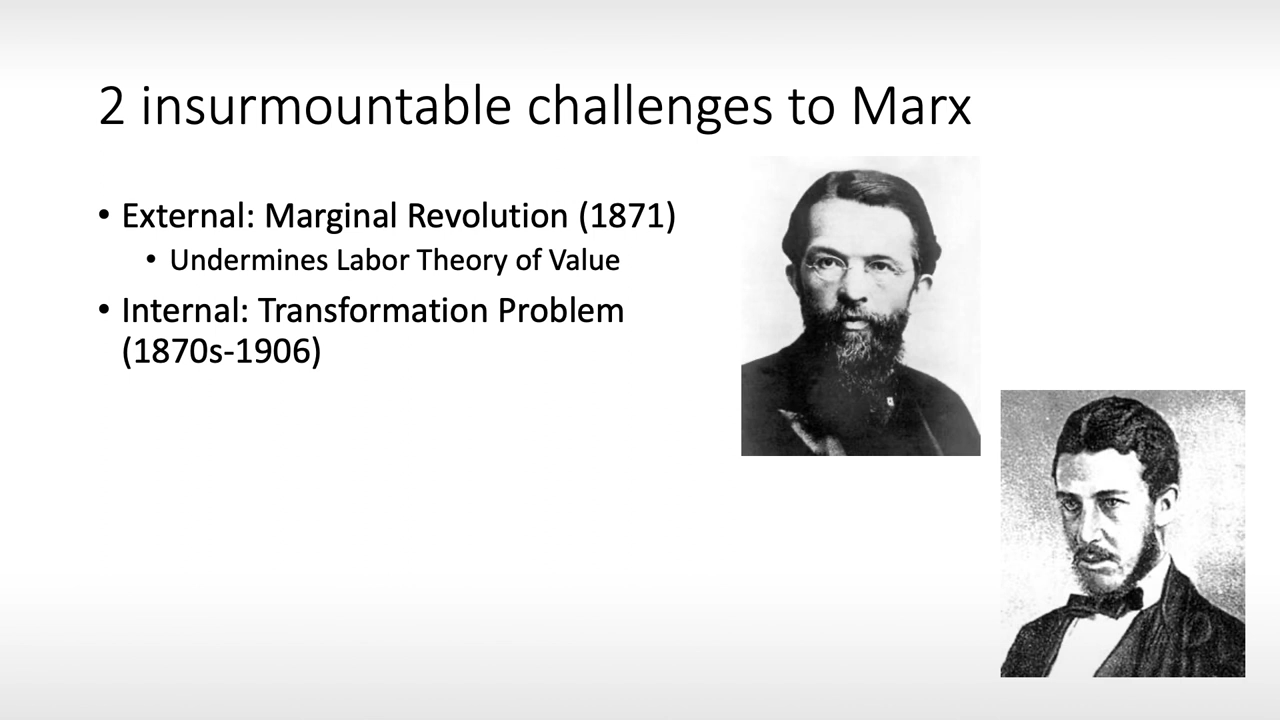 2 insurmountable challenges to Marx
• External: Marginal Revolution (1871)
• Undermines Labor Theory of Value
• Internal: Transformation Problem
(1870s-1906)